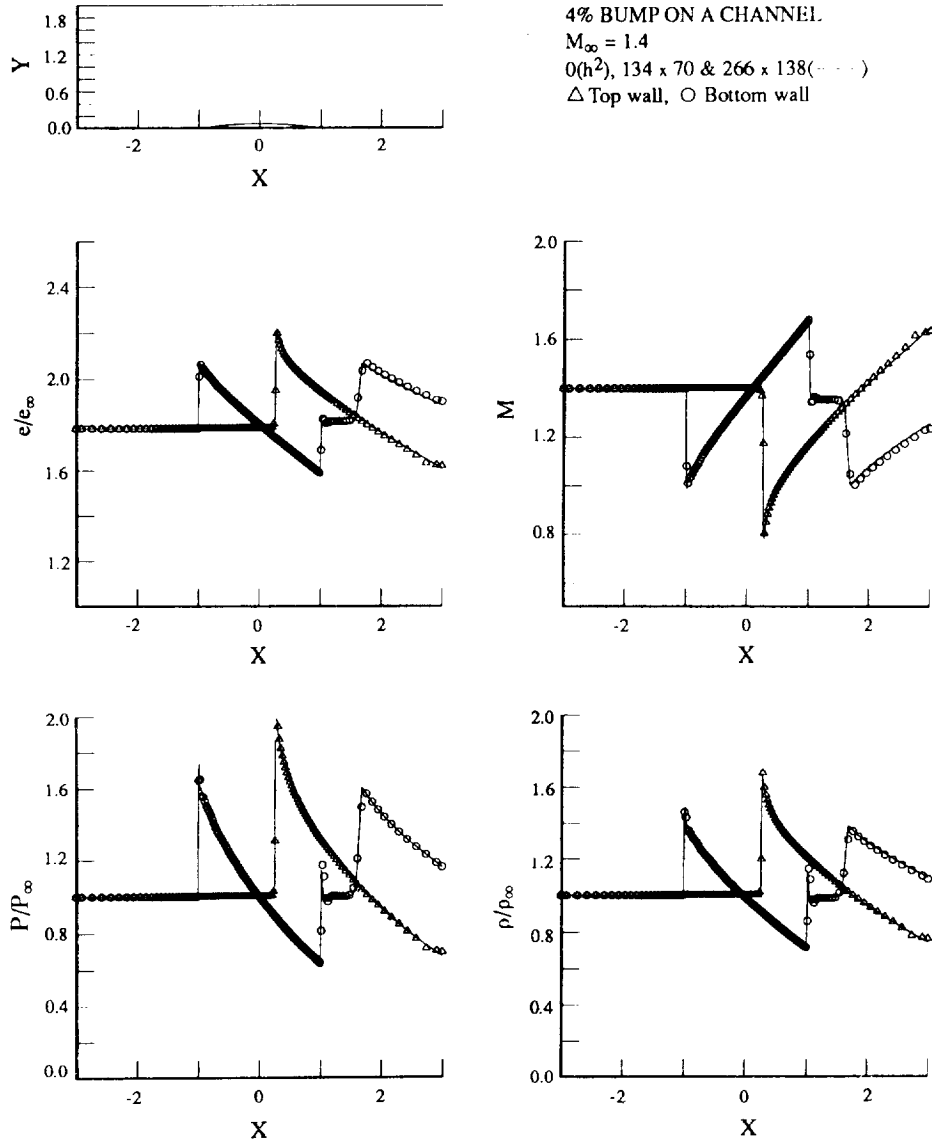 4% BUMP ON A CHANNEL
M∞ = 1.4
0(h²), 134 x 70 & 266 x 138(- - - -)
△ Top wall, ○ Bottom wall
1.8
1.2
0.6
0.0
Y
-2
0
2
X
2.4
2.0
1.6
1.2
e/e∞
-2
0
2
X
2.0
1.6
1.2
0.8
M
-2
0
2
X
2.0
1.6
1.2
0.8
0.4
0.0
P/P∞
-2
0
2
X
2.0
1.6
1.2
0.8
0.4
0.0
ρ/ρ∞
-2
0
2
X